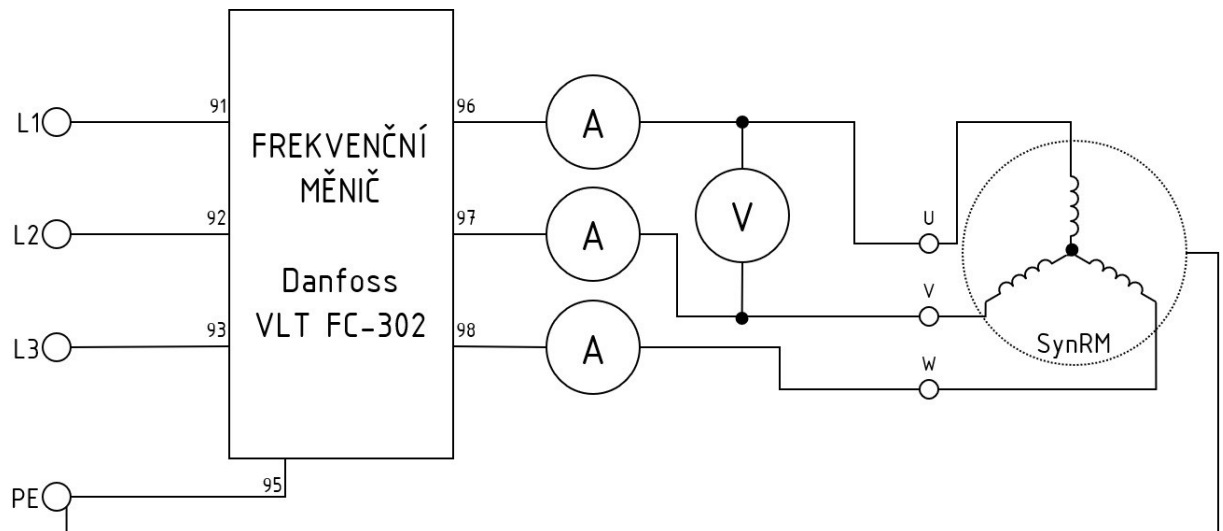 L1
91
96
A
FREKVENČNÍ
MĚNIČ
L2
92
97
A
V
U
Danfoss
VLT FC-302
V
L3
93
98
A
SynRM
W
PE
95